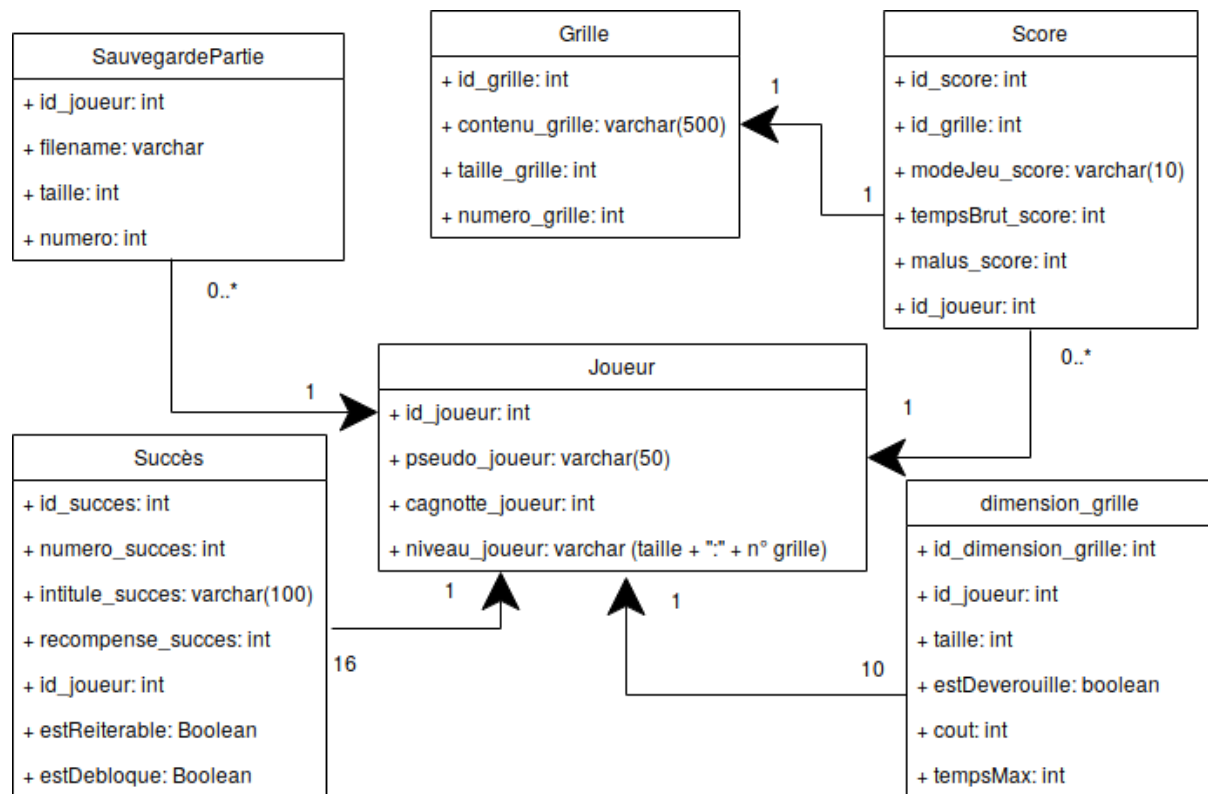 SauvegardePartie
+ id_joueur: int
+ filename: varchar
+ taille: int
+ numero: int
0..*
1
Grille
+ id_grille: int
+ contenu_grille: varchar(500)
+ taille_grille: int
+ numero_grille: int
1
1
Score
+ id_score: int
+ id_grille: int
+ modeJeu_score: varchar(10)
+ tempsBrut_score: int
+ malus_score: int
+ id_joueur: int
0..*
1
Joueur
+ id_joueur: int
+ pseudo_joueur: varchar(50)
+ cagnotte_joueur: int
+ niveau_joueur: varchar (taille + ":" + n° grille)
1
1
Succès
+ id_succes: int
+ numero_succes: int
+ intitule_succes: varchar(100)
+ recompense_succes: int
+ id_joueur: int
+ estReiterable: Boolean
+ estDebloque: Boolean
16
10
dimension_grille
+ id_dimension_grille: int
+ id_joueur: int
+ taille: int
+ estDeverouille: boolean
+ cout: int
+ tempsMax: int